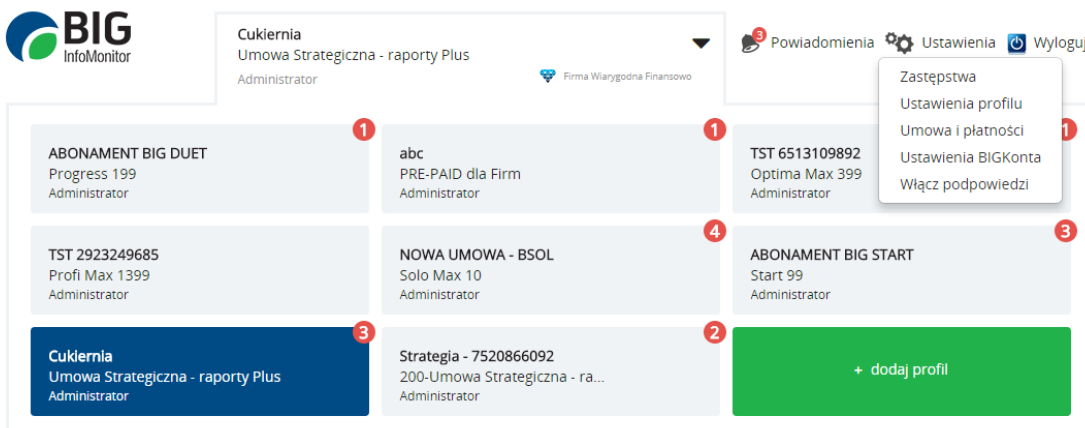 BIG
InfoMonitor
Cukiernia
Umowa Strategiczna - raporty Plus
Administrator
Firma Wiarygodna Finansowo
3
Powiadomienia
Ustawienia
Wyloguj
Zastępstwa
Ustawienia profilu
Umowa i płatności
Ustawienia BIGKonta
Włącz podpowiedzi
1
ABONAMENT BIG DUET
Progress 199
Administrator
1
abc
PRE-PAID dla Firm
Administrator
1
TST 6513109892
Optima Max 399
Administrator
TST 2923249685
Profi Max 1399
Administrator
4
NOWA UMOWA - BSOL
Solo Max 10
Administrator
3
ABONAMENT BIG START
Start 99
Administrator
3
Cukiernia
Umowa Strategiczna - raporty Plus
Administrator
2
Strategia - 7520866092
200-Umowa Strategiczna - ra...
Administrator
+ dodaj profil